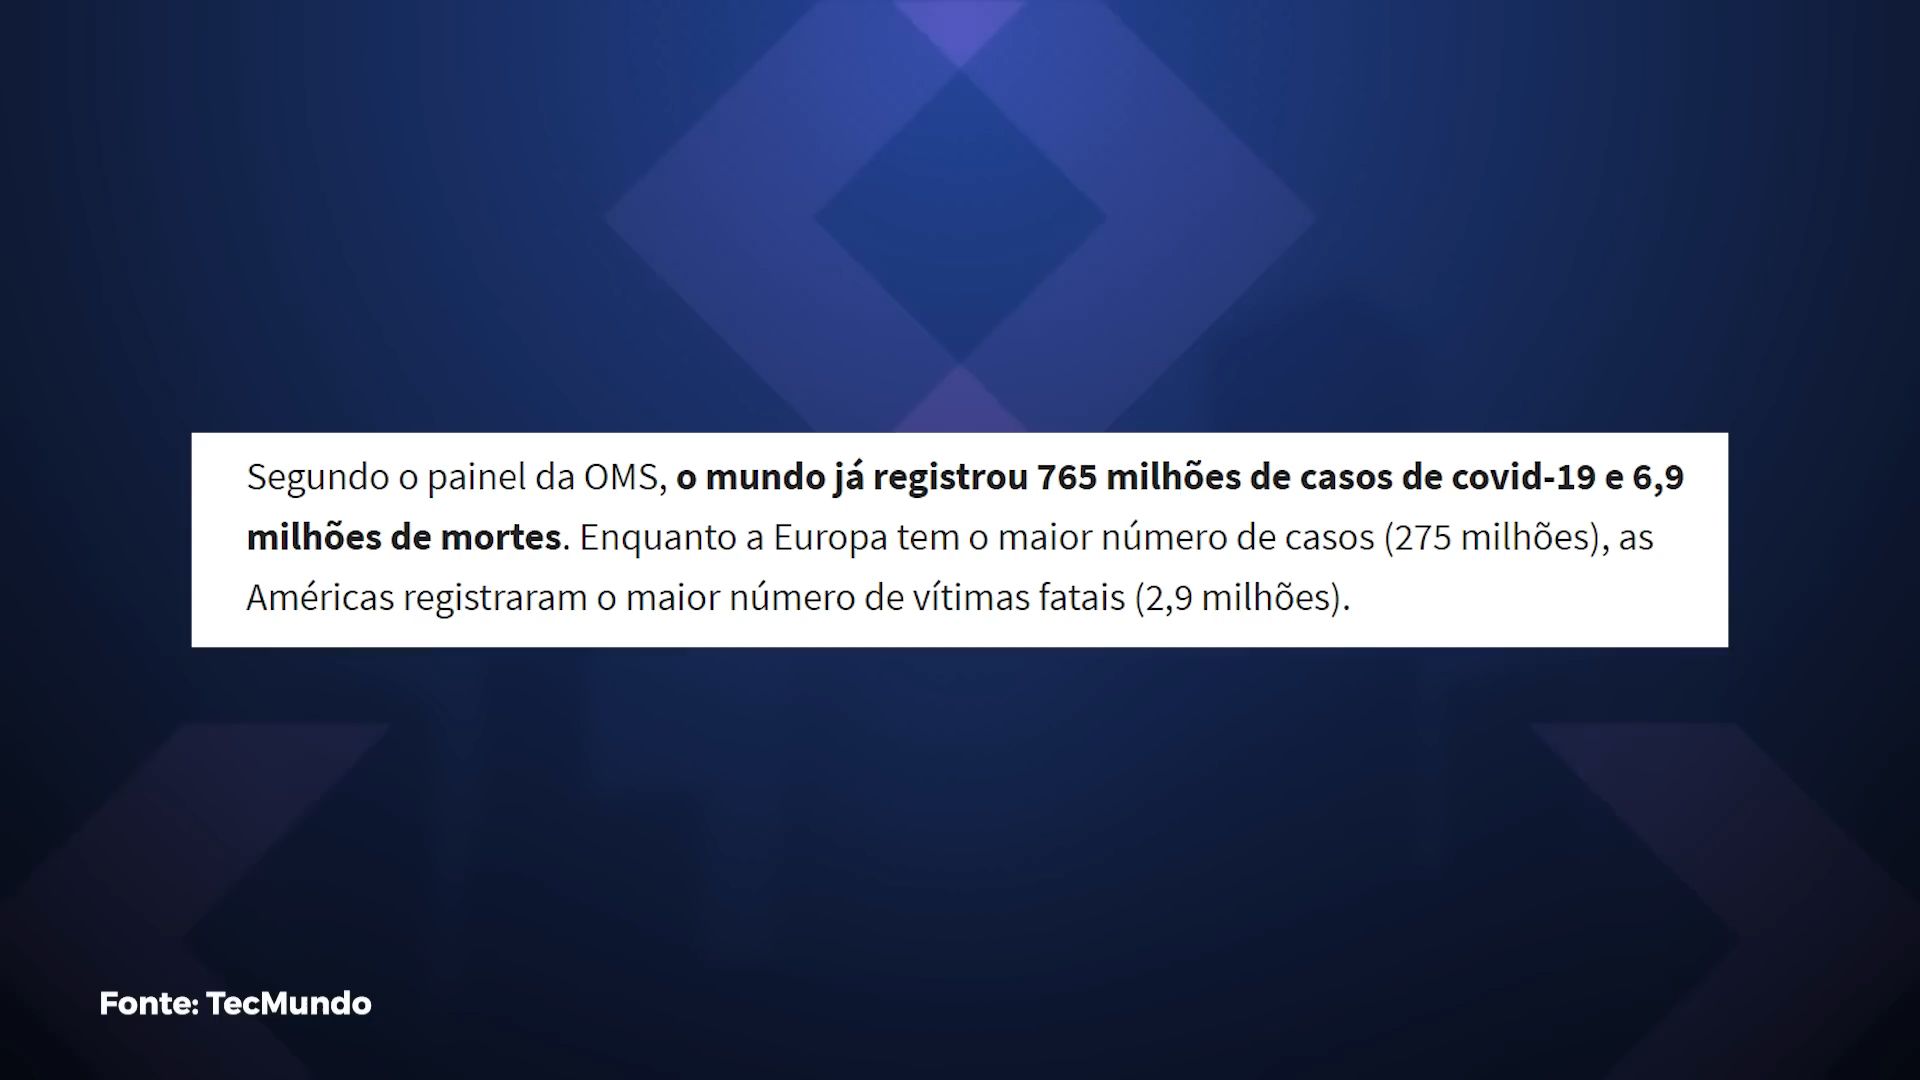 Segundo o painel da OMS, o mundo já registrou 765 milhões de casos de covid-19 e 6,9
milhões de mortes. Enquanto a Europa tem o maior número de casos (275 milhões), as
Américas registraram o maior número de vítimas fatais (2,9 milhões).
Fonte: TecMundo